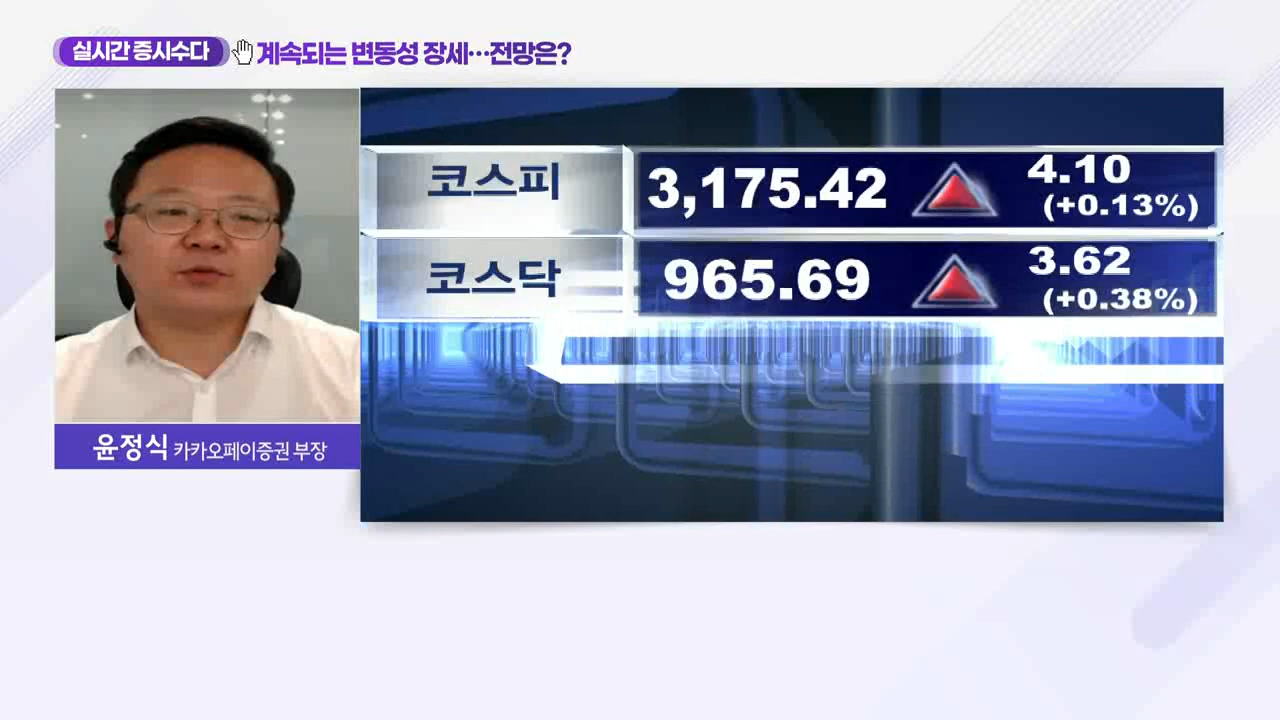 실시간 증시수다 계속되는 변동성 장세…전망은?
코스피 3,175.42 4.10 (+0.13%)
코스닥 965.69 3.62 (+0.38%)
윤정식 카카오페이증권 부장